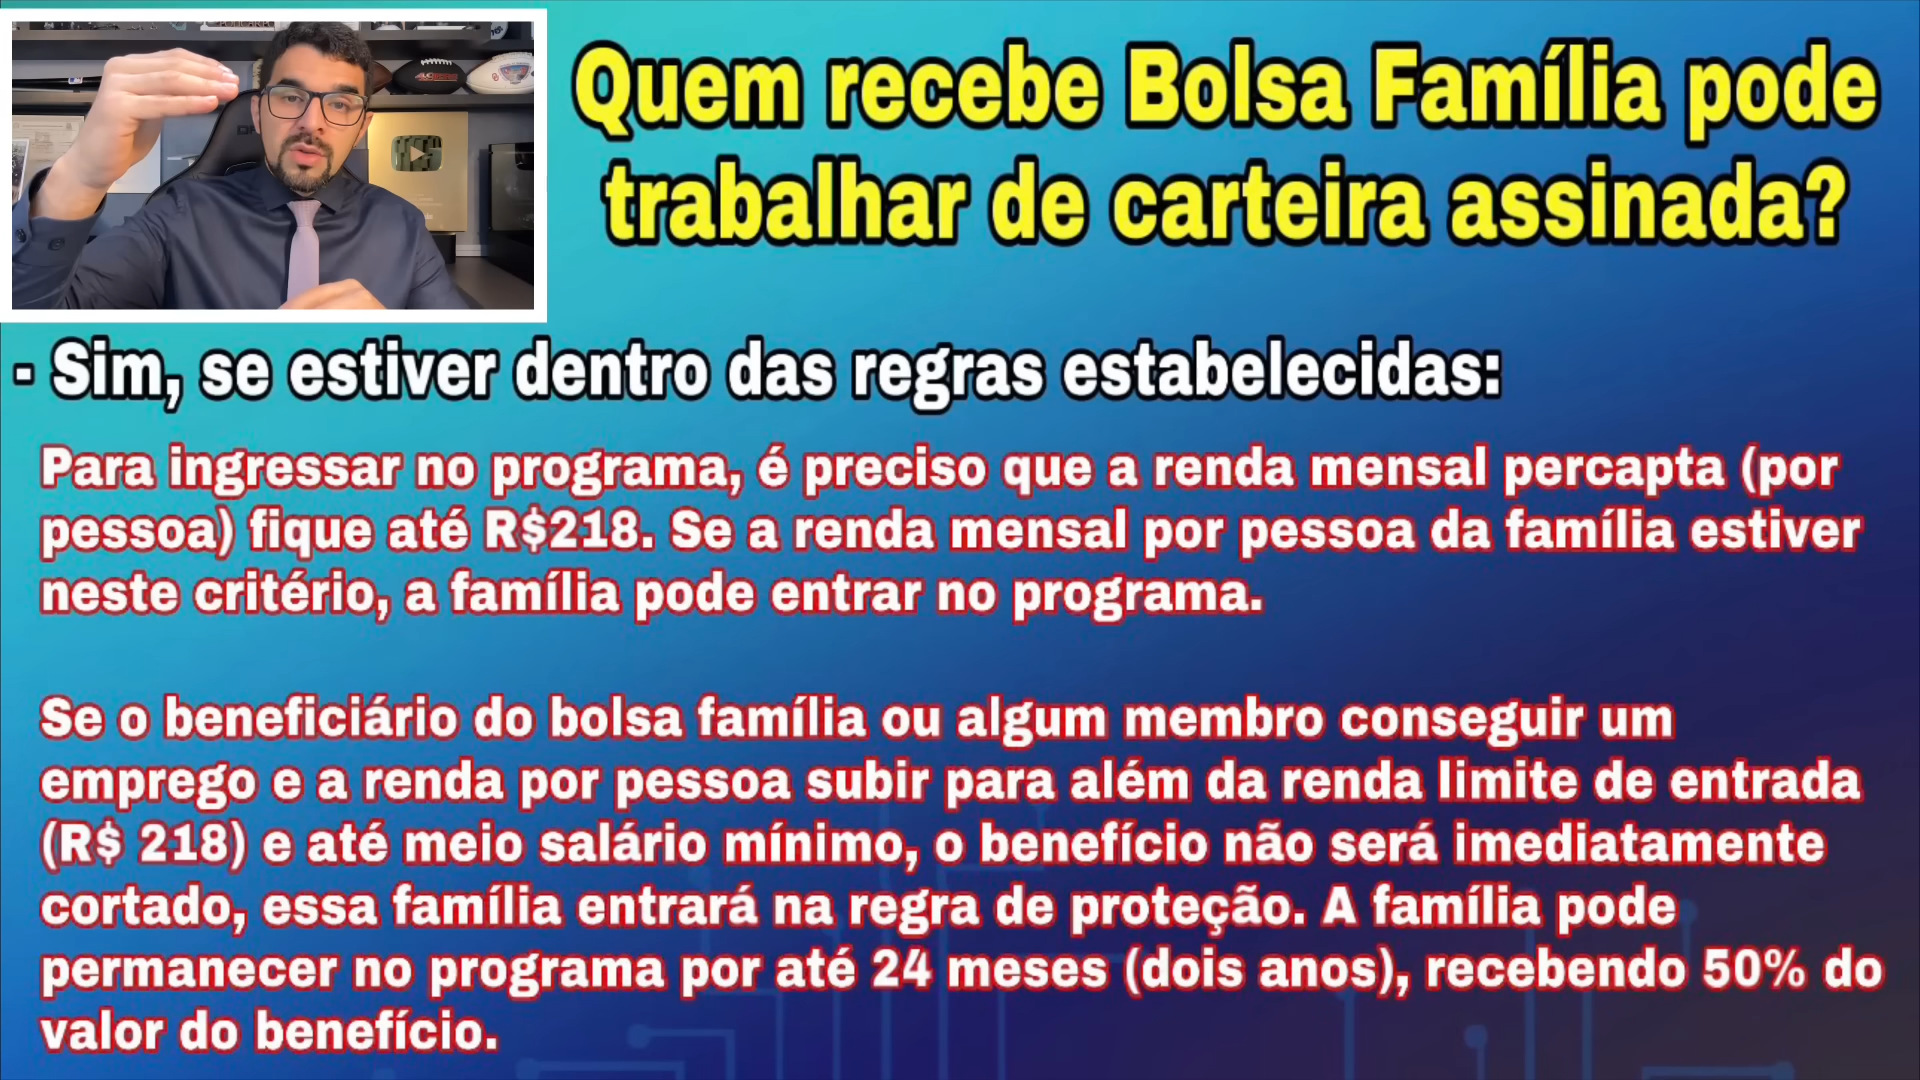 Quem recebe Bolsa Família pode
trabalhar de carteira assinada?
- Sim, se estiver dentro das regras estabelecidas:
Para ingressar no programa, é preciso que a renda mensal percapta (por
pessoa) fique até R$218. Se a renda mensal por pessoa da família estiver
neste critério, a família pode entrar no programa.
Se o beneficiário do bolsa família ou algum membro conseguir um
emprego e a renda por pessoa subir para além da renda limite de entrada
(R$ 218) e até meio salário mínimo, o benefício não será imediatamente
cortado, essa família entrará na regra de proteção. A família pode
permanecer no programa por até 24 meses (dois anos), recebendo 50% do
valor do benefício.